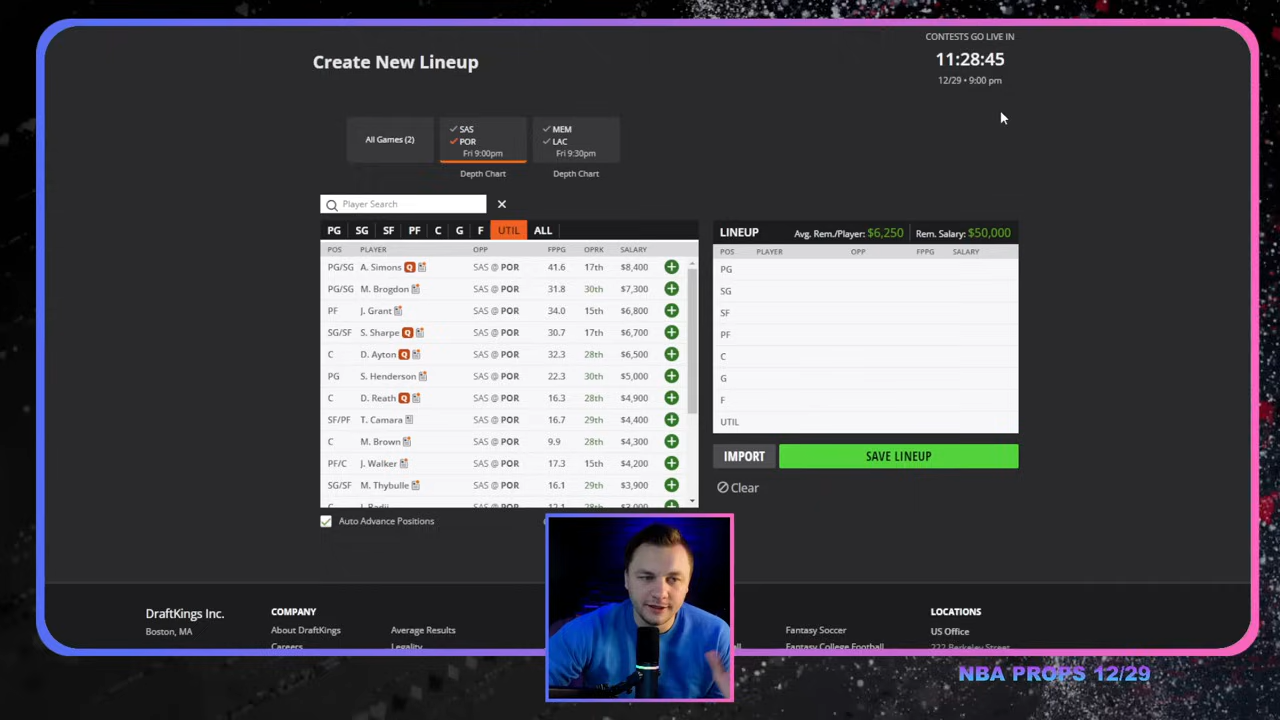 CONTESTS GO LIVE IN
Create New Lineup
11:28:45
12/29 • 9:00 pm
All Games (2)
SAS
POR
Fri 9:00pm
MEM
LAC
Fri 9:30pm
Depth Chart
Depth Chart
Player Search
PG SG SF PF C G F UTIL ALL
POS PLAYER OPP FPPG OPRK SALARY
PG/SG A. Simons Q SAS @ POR 41.6 17th $8,400
PG/SG M. Brogdon SAS @ POR 31.8 30th $7,300
PF J. Grant SAS @ POR 34.0 15th $6,800
SG/SF S. Sharpe Q SAS @ POR 30.7 17th $6,700
C D. Ayton Q SAS @ POR 32.3 28th $6,500
PG S. Henderson SAS @ POR 22.3 30th $5,000
C D. Reath Q SAS @ POR 16.3 28th $4,900
SF/PF T. Camara SAS @ POR 16.7 29th $4,400
C M. Brown SAS @ POR 9.9 28th $4,300
PF/C J. Walker SAS @ POR 17.3 15th $4,200
SG/SF M. Thybulle SAS @ POR 16.1 29th $3,900
Auto Advance Positions
LINEUP Avg. Rem./Player: $6,250 Rem. Salary: $50,000
POS PLAYER OPP FPPG SALARY
PG
SG
SF
PF
C
G
F
UTIL
IMPORT
SAVE LINEUP
Clear
DraftKings Inc.
Boston, MA
COMPANY
About DraftKings
Careers
Average Results
Legality
Fantasy Soccer
Fantasy College Football
LOCATIONS
US Office
222 Berkeley Street
NBA PROPS 12/29